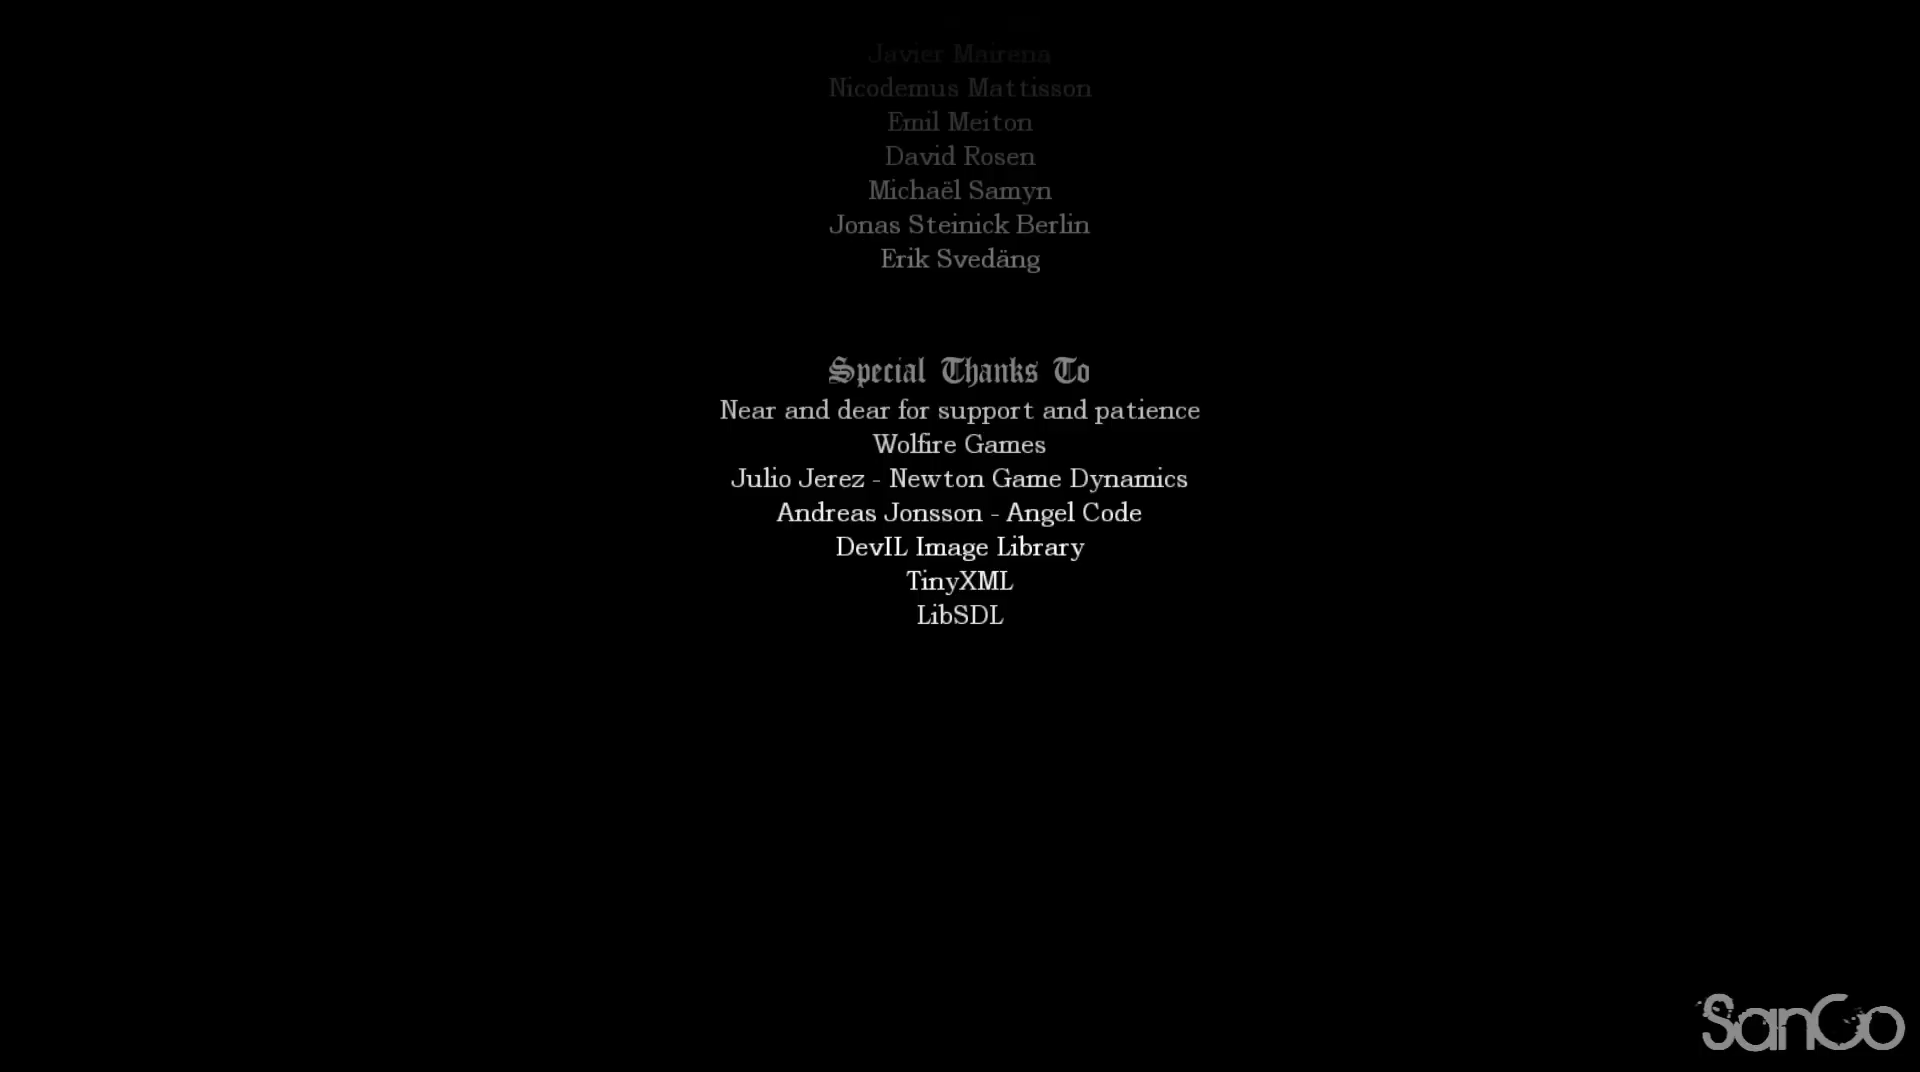 Javier Mairena
Nicodemus Mattisson
Emil Meiton
David Rosen
Michaël Samyn
Jonas Steinick Berlin
Erik Svedäng
Special Thanks To
Near and dear for support and patience
Wolfire Games
Julio Jerez - Newton Game Dynamics
Andreas Jonsson - Angel Code
DevIL Image Library
TinyXML
LibSDL
SanCo